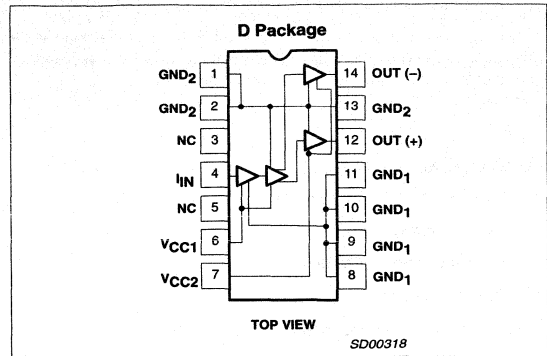 D Package
GND2 1 14 OUT (–)
GND2 2 13 GND2
NC 3 12 OUT (+)
IIN 4 11 GND1
NC 5 10 GND1
VCC1 6 9 GND1
VCC2 7 8 GND1
TOP VIEW
SD00318